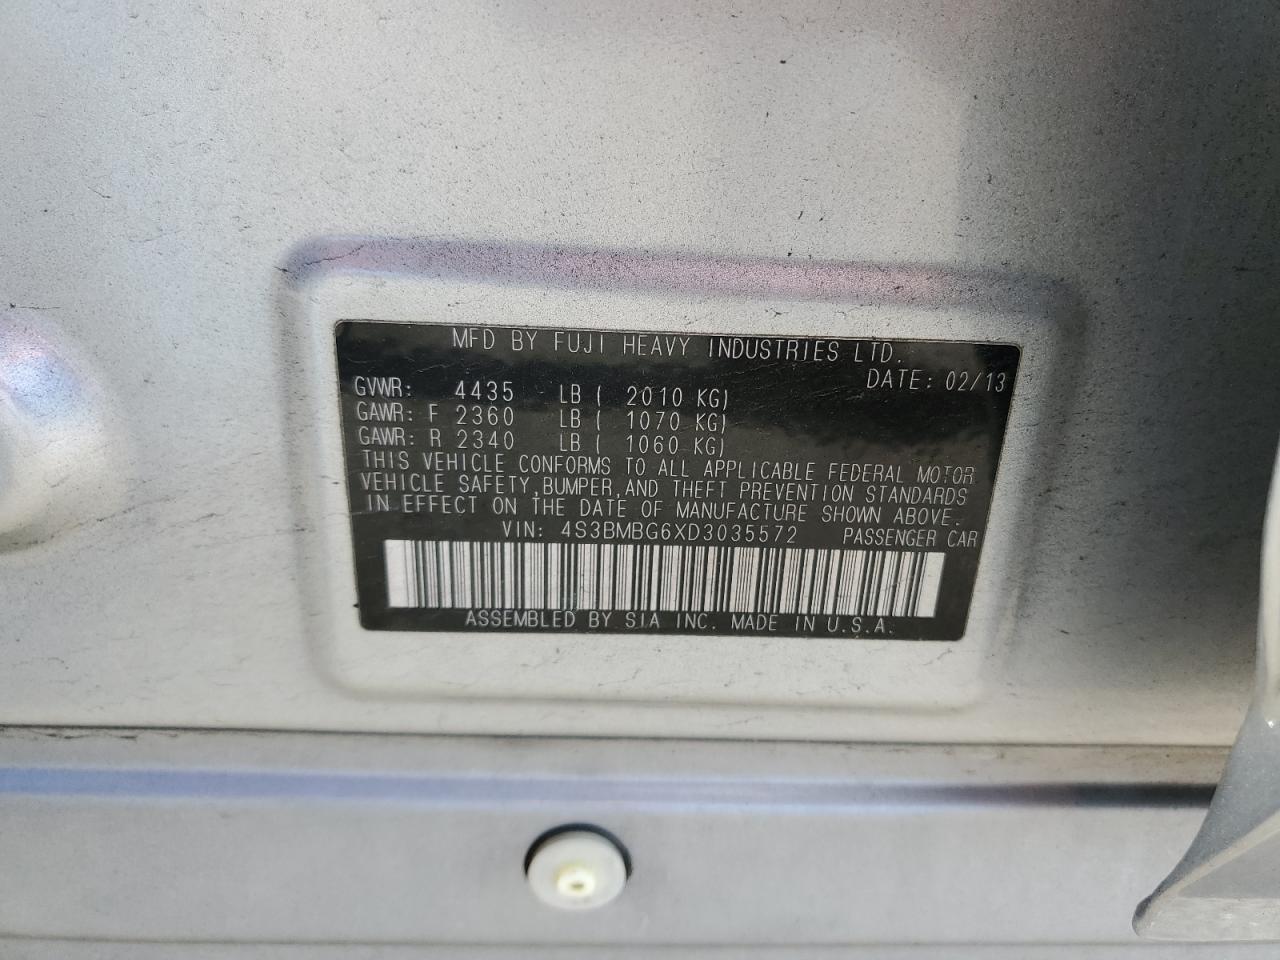 MFD BY FUJI HEAVY INDUSTRIES LTD.
DATE: 02/13
GVWR: 4435 LB ( 2010 KG)
GAWR: F 2360 LB ( 1070 KG)
GAWR: R 2340 LB ( 1060 KG)
THIS VEHICLE CONFORMS TO ALL APPLICABLE FEDERAL MOTOR
VEHICLE SAFETY, BUMPER, AND THEFT PREVENTION STANDARDS
IN EFFECT ON THE DATE OF MANUFACTURE SHOWN ABOVE.
VIN: 4S3BMBG6XD3035572 PASSENGER CAR
ASSEMBLED BY SIA INC. MADE IN U.S.A.